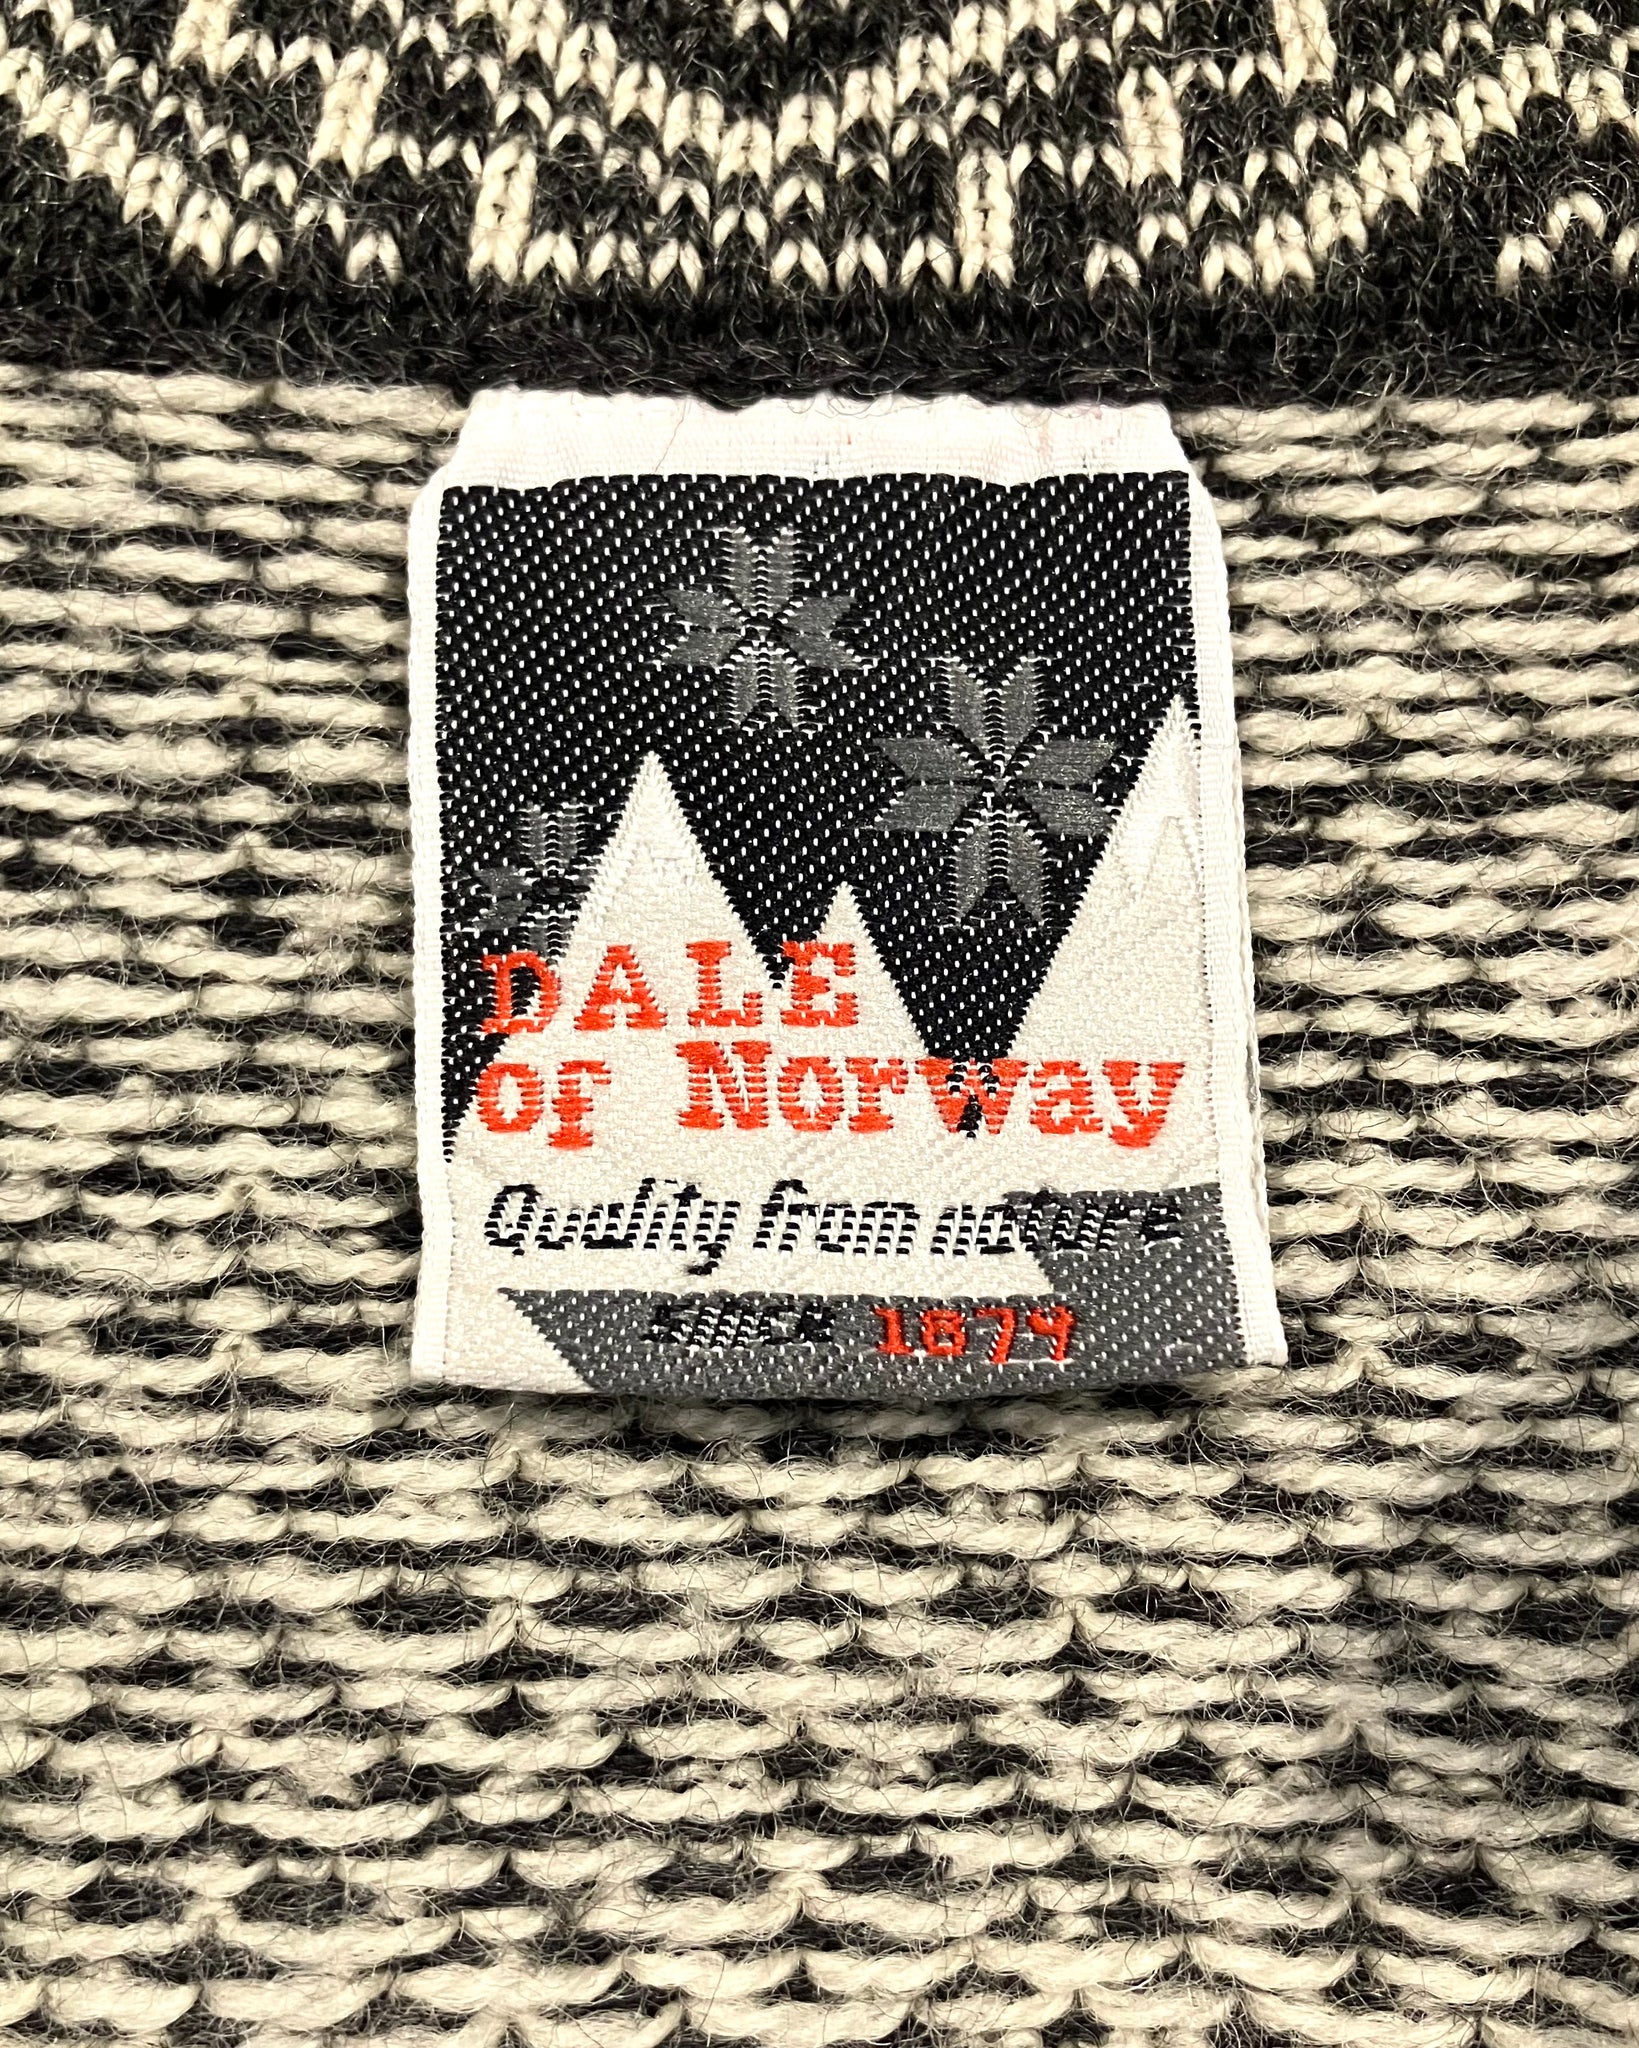 DALE
of Norway
Quality from nature
since 1879